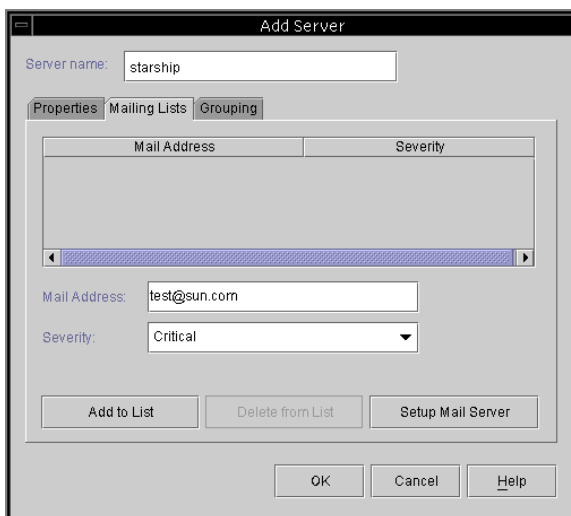 Add Server
Server name: starship
Properties Mailing Lists Grouping
Mail Address Severity
Mail Address: test@sun.com
Severity: Critical
Add to List Delete from List Setup Mail Server
OK Cancel Help